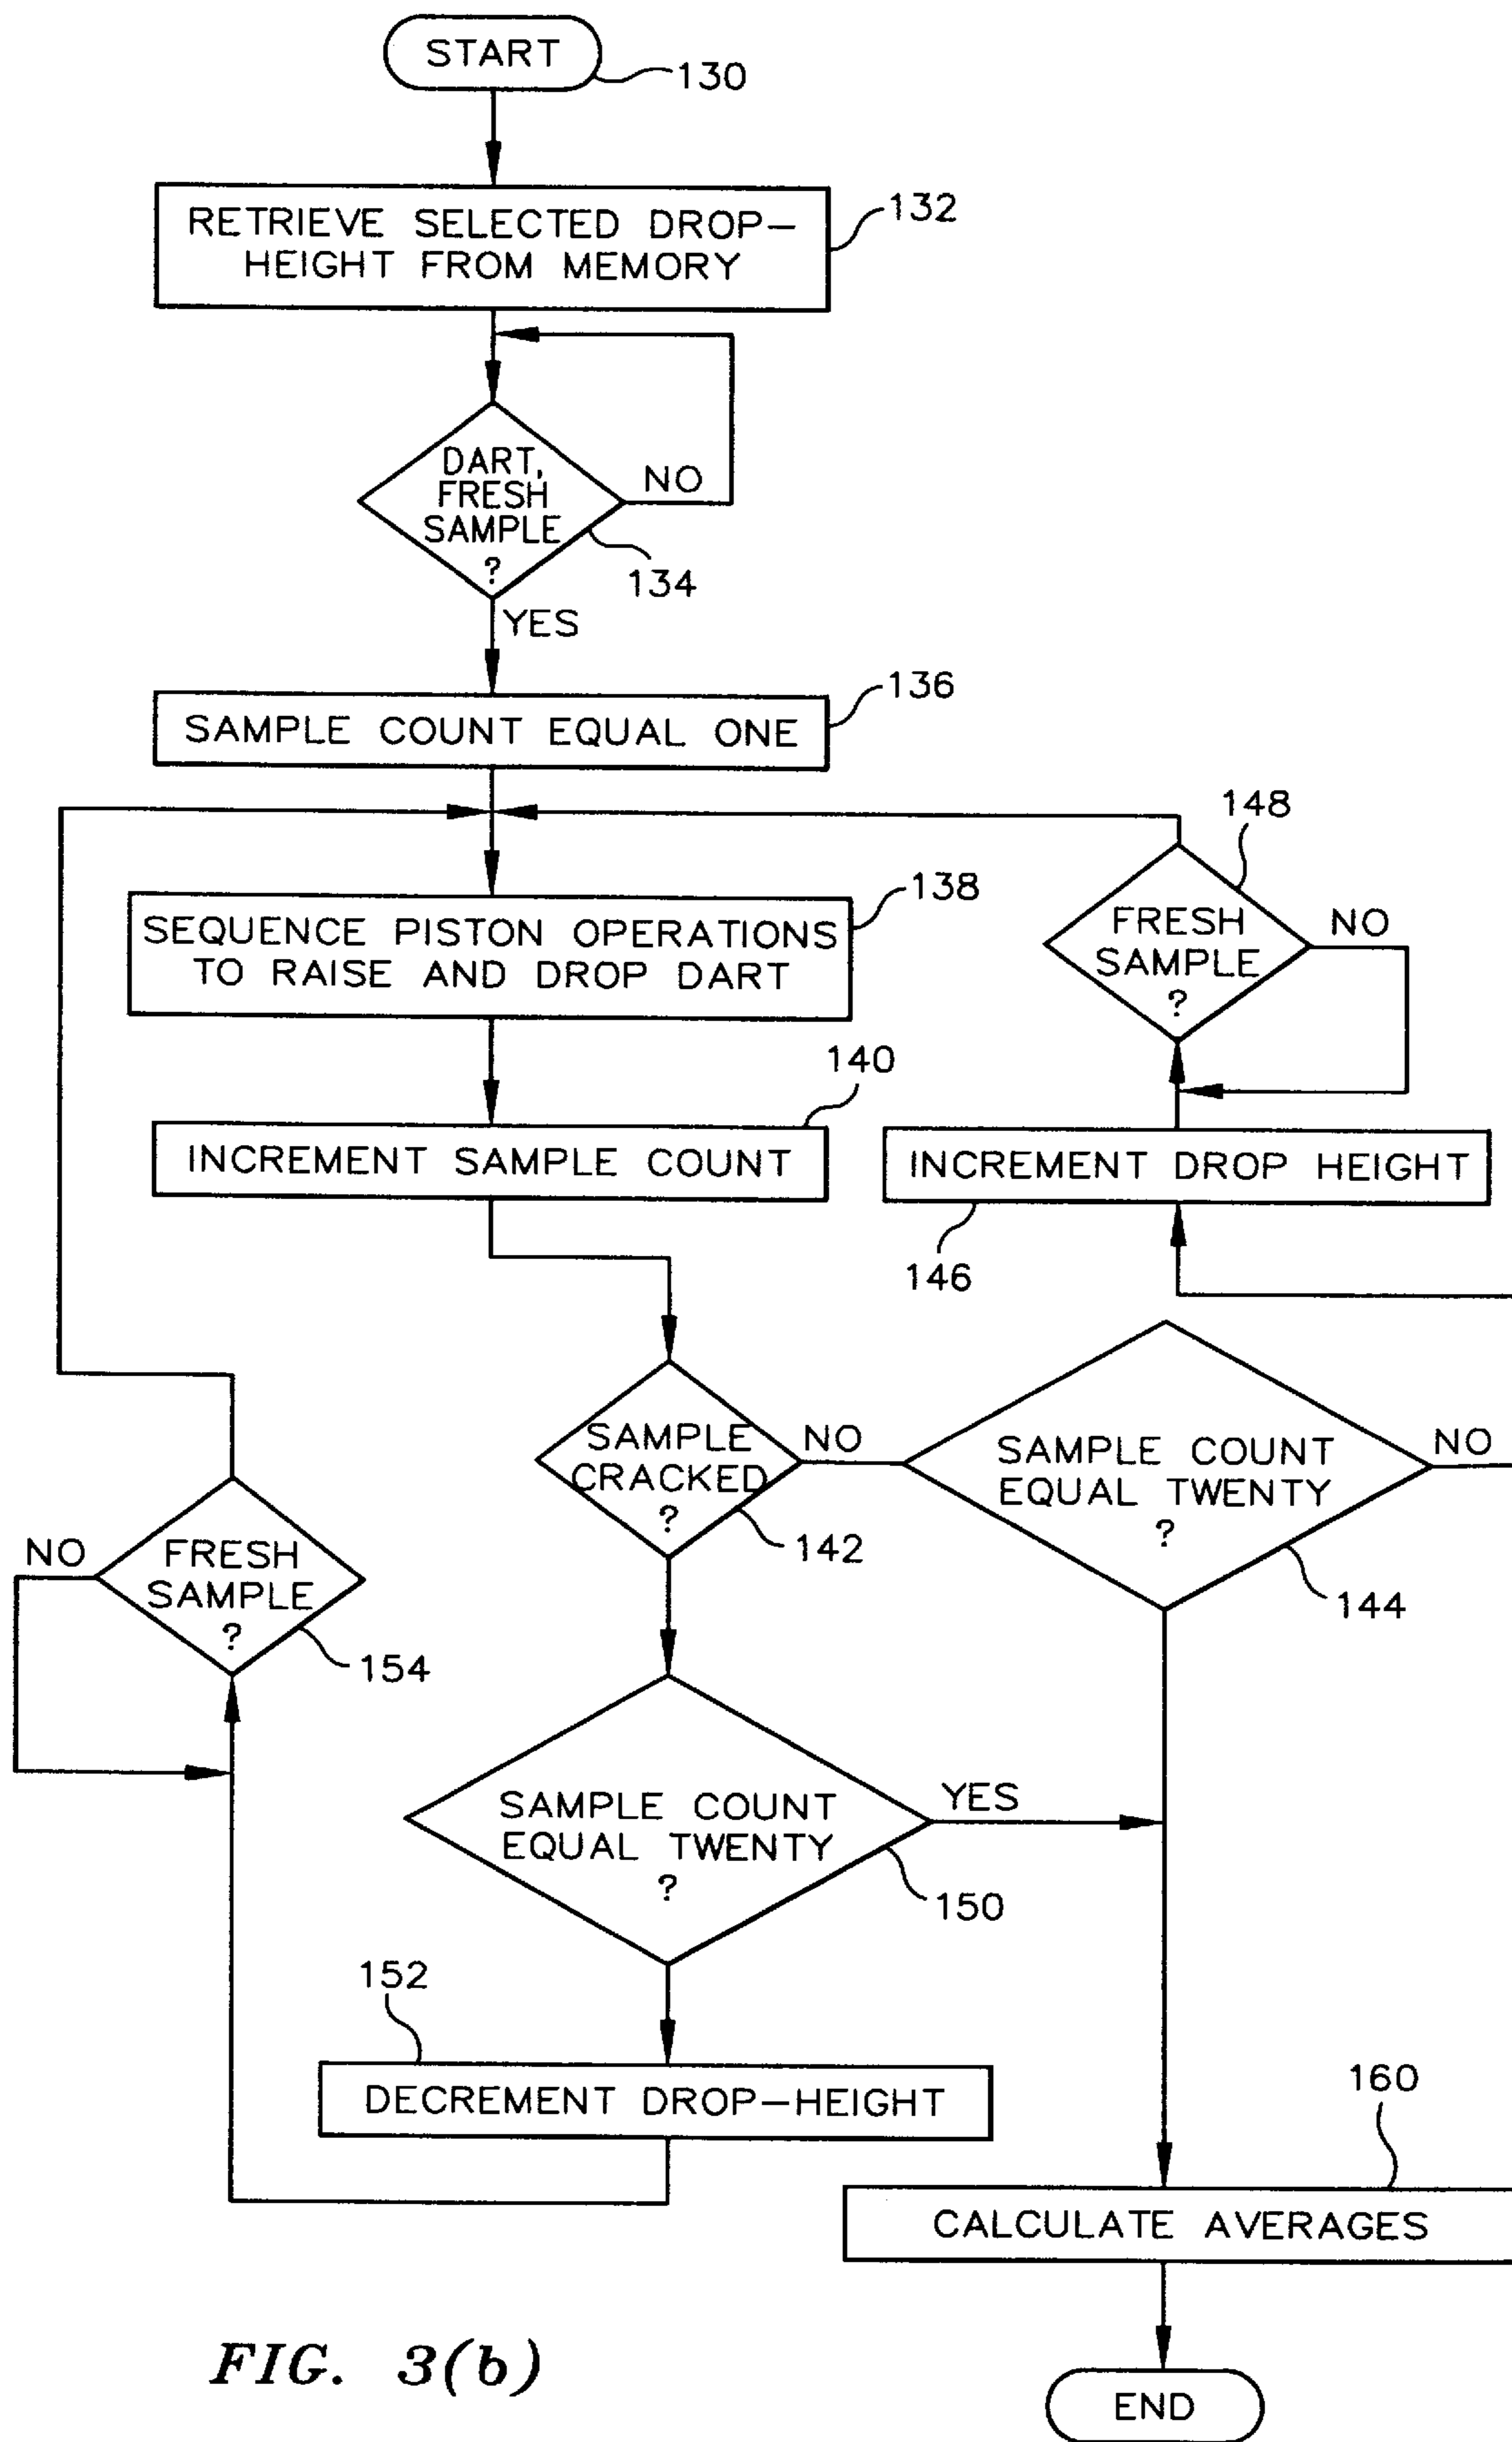 START
130
RETRIEVE SELECTED DROP-
HEIGHT FROM MEMORY
132
DART,
FRESH
SAMPLE
?
NO
134
YES
SAMPLE COUNT EQUAL ONE
136
SEQUENCE PISTON OPERATIONS
TO RAISE AND DROP DART
138
148
FRESH
SAMPLE
?
NO
140
INCREMENT SAMPLE COUNT
INCREMENT DROP HEIGHT
146
SAMPLE
CRACKED
?
NO
142
SAMPLE COUNT
EQUAL TWENTY
?
NO
144
NO
FRESH
SAMPLE
?
154
SAMPLE COUNT
EQUAL TWENTY
?
YES
150
152
DECREMENT DROP-HEIGHT
160
CALCULATE AVERAGES
END
FIG. 3(b)